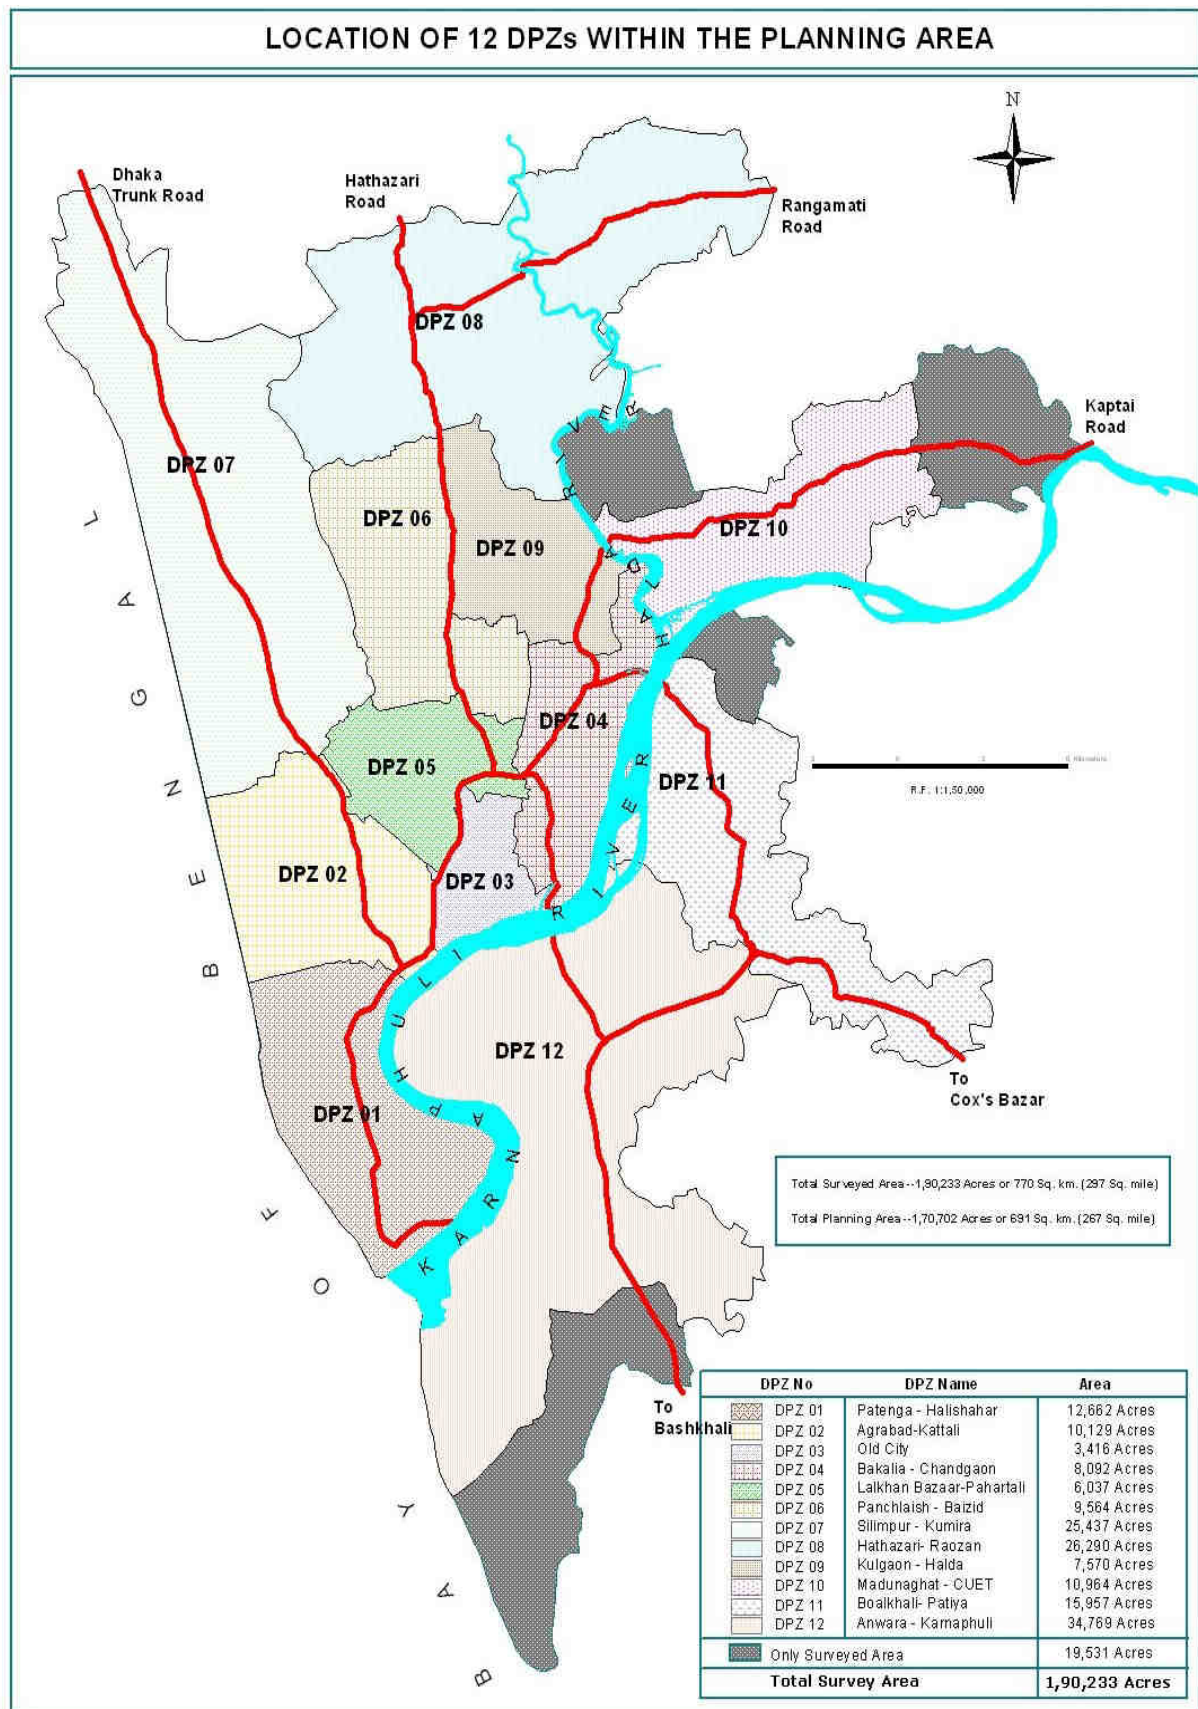 LOCATION OF 12 DPZs WITHIN THE PLANNING AREA
N
Dhaka
Trunk Road
Hathazari
Road
Rangamati
Road
DPZ 08
Kaptai
Road
DPZ 07
DPZ 06
DPZ 09
DPZ 10
HALDA RIVER
DPZ 04
DPZ 05
DPZ 11
R.F. 1:1,50,000
DPZ 02
DPZ 03
KARNAPHULI RIVER
DPZ 12
DPZ 01
To
Cox's Bazar
BAY OF BENGAL
Total Surveyed Area--1,90,233 Acres or 770 Sq. km. (297 Sq. mile)
Total Planning Area--1,70,702 Acres or 691 Sq. km. (267 Sq. mile)
To
Bashkhali
DPZ No DPZ Name Area
DPZ 01 Patenga - Halishahar 12,662 Acres
DPZ 02 Agrabad-Kattali 10,129 Acres
DPZ 03 Old City 3,416 Acres
DPZ 04 Bakalia - Chandgaon 8,092 Acres
DPZ 05 Lalkhan Bazaar-Pahartali 6,037 Acres
DPZ 06 Panchlaish - Baizid 9,564 Acres
DPZ 07 Silimpur - Kumira 25,437 Acres
DPZ 08 Hathazari- Raozan 26,290 Acres
DPZ 09 Kulgaon - Halda 7,570 Acres
DPZ 10 Madunaghat - CUET 10,964 Acres
DPZ 11 Boalkhali- Patiya 15,957 Acres
DPZ 12 Anwara - Karnaphuli 34,769 Acres
Only Surveyed Area 19,531 Acres
Total Survey Area 1,90,233 Acres